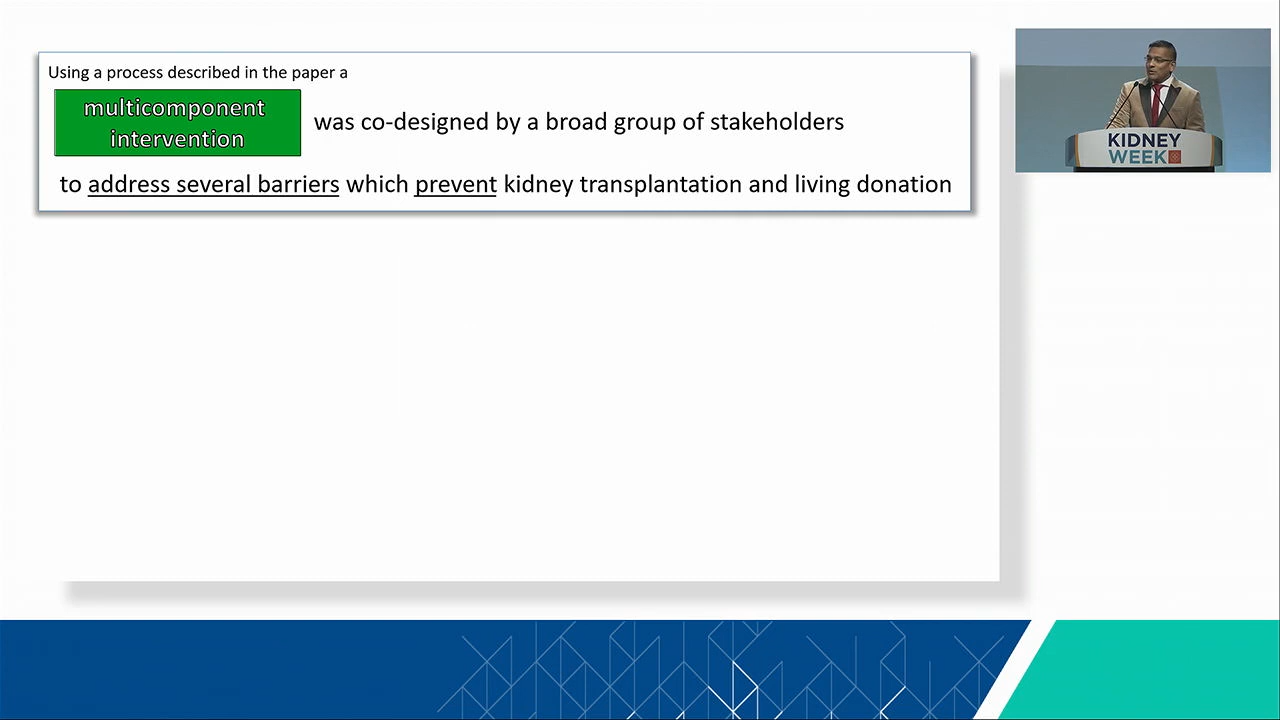 Using a process described in the paper a
multicomponent
intervention
was co-designed by a broad group of stakeholders
to address several barriers which prevent kidney transplantation and living donation
KIDNEY
WEEK